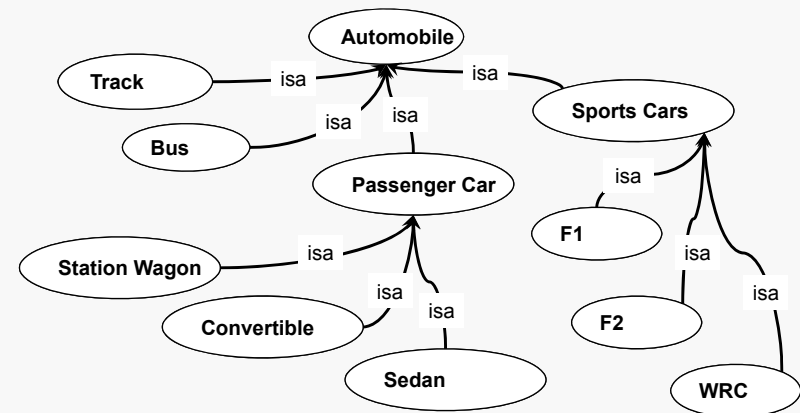 Automobile
Track
isa
isa
Sports Cars
isa
isa
Bus
Passenger Car
isa
F1
Station Wagon
isa
isa
isa
isa
isa
Convertible
F2
Sedan
WRC